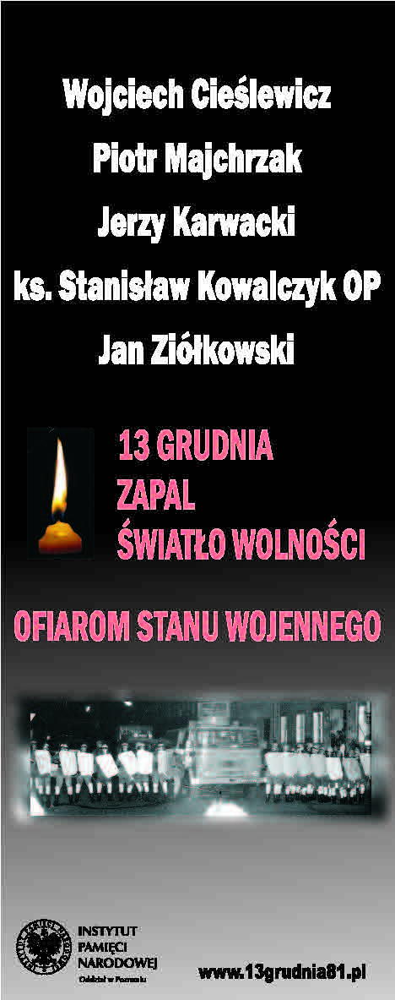 Wojciech Cieślewicz
Piotr Majchrzak
Jerzy Karwacki
ks. Stanisław Kowalczyk OP
Jan Ziółkowski
13 GRUDNIA
ZAPAL
ŚWIATŁO WOLNOŚCI
OFIAROM STANU WOJENNEGO
INSTYTUT
PAMIĘCI
NARODOWEJ
Oddział w Poznaniu
www.13grudnia81.pl